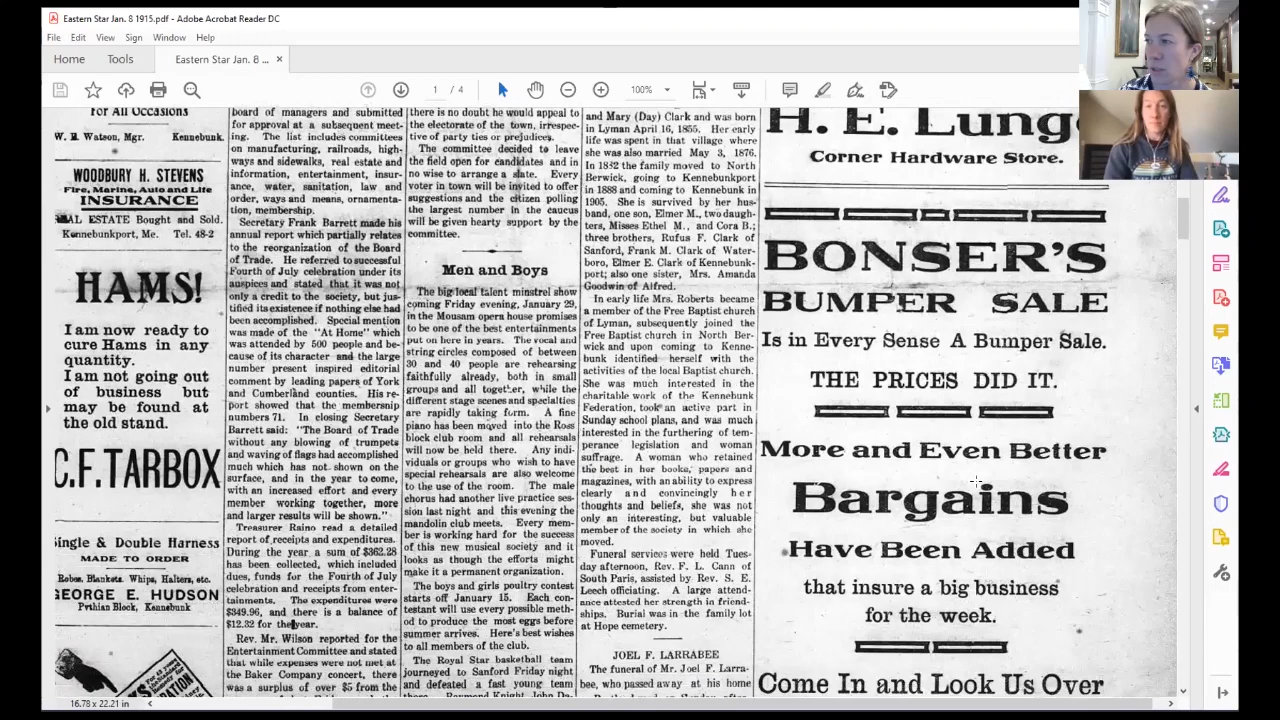 Eastern Star Jan. 8 1915.pdf - Adobe Acrobat Reader DC
File Edit View Sign Window Help
Home Tools Eastern Star Jan. 8 ... ×
1 / 4 100%
For All Occasions
W. R. Watson, Mgr. Kennebunk.
WOODBURY H. STEVENS
Fire, Marine, Auto and Life
INSURANCE
ESTATE Bought and Sold.
Kennebunkport, Me. Tel. 48-2
HAMS!
I am now ready to
cure Hams in any
quantity.
I am not going out
of business but
may be found at
the old stand.
C.F. TARBOX
Single & Double Harness
MADE TO ORDER
Robes, Blankets, Whips, Halters, etc.
GEORGE E. HUDSON
Pythian Block, Kennebunk
board of managers and submitted
for approval at a subsequent meet-
ing. The list includes committees
on manufacturing, railroads, high-
ways and sidewalks, real estate and
information, entertainment, insur-
ance, water, sanitation, law and
order, ways and means, ornamenta-
tion, membership.
Secretary Frank Barrett made his
annual report which partially relates
to the reorganization of the Board
of Trade. He referred to successful
Fourth of July celebration under its
auspices and stated that it was not
only a credit to the society, but jus-
tified its existence if nothing else had
been accomplished. Special mention
was made of the "At Home" which
was attended by 500 people and be-
cause of its character and the large
number present inspired editorial
comment by leading papers of York
and Cumberland counties. His re-
port showed that the membership
numbers 71. In closing Secretary
Barrett said: "The Board of Trade
without any blowing of trumpets
and waving of flags had accomplished
much which has not shown on the
surface, and in the year to come,
with an increased effort and every
member working together, more
and larger results will be shown."
Treasurer Raino read a detailed
report of receipts and expenditures.
During the year a sum of $362.28
has been collected, which included
dues, funds for the Fourth of July
celebration and receipts from enter-
tainments. The expenditures were
$349.96, and there is a balance of
$12.32 for the year.
Rev. Mr. Wilson reported for the
Entertainment Committee and stated
that while expenses were not met at
the Baker Company concert, there
was a surplus of over $5 from the
there is no doubt he would appeal to
the electorate of the town, irrespec-
tive of party ties or prejudices.
The committee decided to leave
the field open for candidates and in
no wise to arrange a slate. Every
voter in town will be invited to offer
suggestions and the citizen polling
the largest number in the caucus
will be given hearty support by the
committee.
Men and Boys
The big local talent minstrel show
coming Friday evening, January 29,
in the Mousam opera house promises
to be one of the best entertainments
put on here in years. The vocal and
string circles composed of between
30 and 40 people are rehearsing
faithfully already, both in small
groups and all together, while the
different stage scenes and specialties
are rapidly taking form. A fine
piano has been moved into the Ross
block club room and all rehearsals
will now be held there. Any indi-
viduals or groups who wish to have
special rehearsals are also welcome
to the use of the room. The male
chorus had another live practice ses-
sion last night and this evening the
mandolin club meets. Every mem-
ber is working hard for the success
of this new musical society and it
looks as though the efforts might
make it a permanent organization.
The boys and girls poultry contest
starts off January 15. Each con-
testant will use every possible meth-
od to produce the most eggs before
summer arrives. Here's best wishes
to all members of the club.
The Royal Star basketball team
journeyed to Sanford Friday night
and defeated a fast young team
Raymond Knight, John Da-
and Mary (Day) Clark and was born
in Lyman April 16, 1855. Her early
life was spent in that village where
she was also married May 3, 1876.
In 1882 the family moved to North
Berwick, going to Kennebunkport
in 1888 and coming to Kennebunk in
1905. She is survived by her hus-
band, one son, Elmer M., two daugh-
ters, Misses Ethel M., and Cora B.;
three brothers, Rufus F. Clark of
Sanford, Frank M. Clark of Water-
boro, Elmer E. Clark of Kennebunk-
port; also one sister, Mrs. Amanda
Goodwin of Alfred.
In early life Mrs. Roberts became
a member of the Free Baptist church
of Lyman, subsequently joined the
Free Baptist church in North Ber-
wick and upon coming to Kenne-
bunk identified herself with the
activities of the local Baptist church.
She was much interested in the
charitable work of the Kennebunk
Federation, took an active part in
Sunday school plans, and was much
interested in the furthering of tem-
perance legislation and woman
suffrage. A woman who retained
the best in her books, papers and
magazines, with an ability to express
clearly and convincingly her
thoughts and beliefs, she was not
only an interesting, but valuable
member of the society in which she
moved.
Funeral services were held Tues-
day afternoon, Rev. F. L. Cann of
South Paris, assisted by Rev. S. E.
Leech officiating. A large attend-
ance attested her strength in friend-
ships. Burial was in the family lot
at Hope cemetery.
JOEL F. LARRABEE
The funeral of Mr. Joel F. Larra-
bee, who passed away at his home
H. E. Lunge
Corner Hardware Store.
BONSER'S
BUMPER SALE
Is in Every Sense A Bumper Sale.
THE PRICES DID IT.
More and Even Better
Bargains
Have Been Added
that insure a big business
for the week.
Come In and Look Us Over
16.78 x 22.21 in